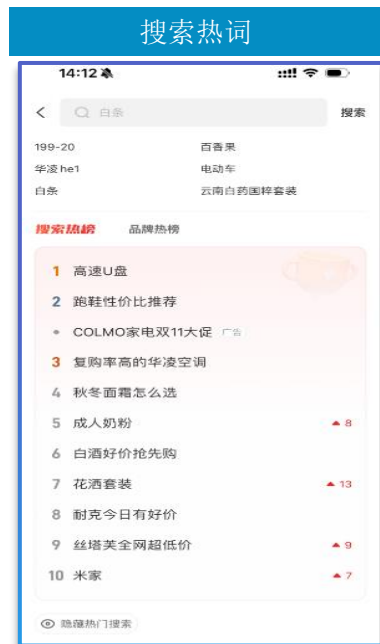 搜索热词
14:12
白条 搜索
199-20 百香果
华凌he1 电动车
白条 云南白药国粹套装
搜索热榜 品牌热榜
1 高速U盘
2 跑鞋性价比推荐
• COLMO家电双11大促 广告
3 复购率高的华凌空调
4 秋冬面霜怎么选
5 成人奶粉 ▲ 8
6 白酒好价抢先购
7 花洒套装 ▲ 13
8 耐克今日有好价
9 丝塔芙全网超低价 ▲ 9
10 米家 ▲ 7
隐藏热门搜索